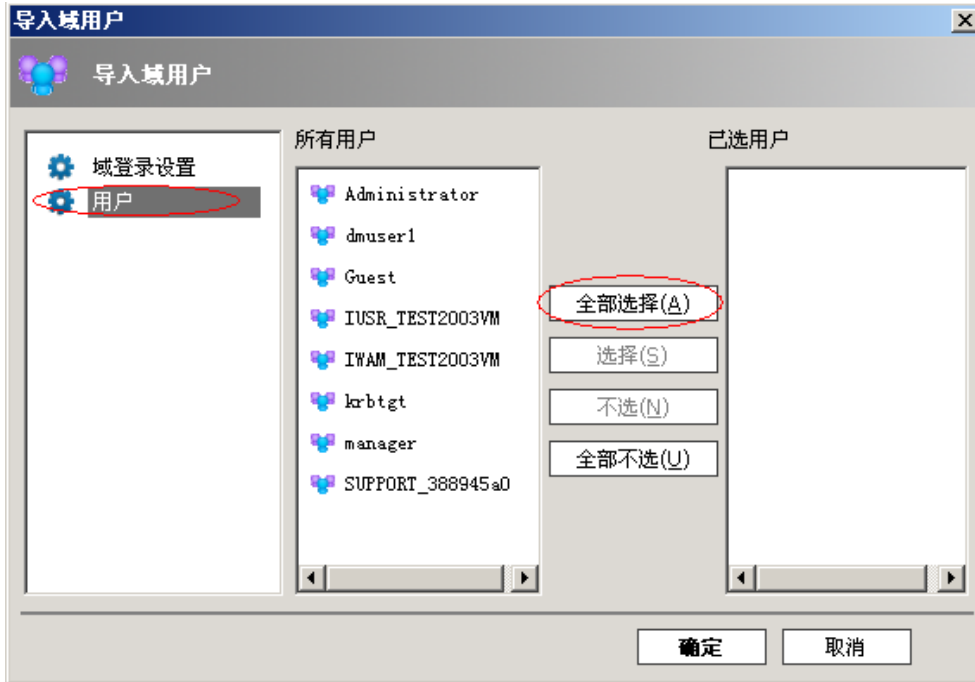 导入域用户
导入域用户
域登录设置
用户
所有用户
Administrator
dmuser1
Guest
IUSR_TEST2003VM
IWAM_TEST2003VM
krbtgt
manager
SUPPORT_388945a0
全部选择(A)
选择(S)
不选(N)
全部不选(U)
已选用户
确定
取消